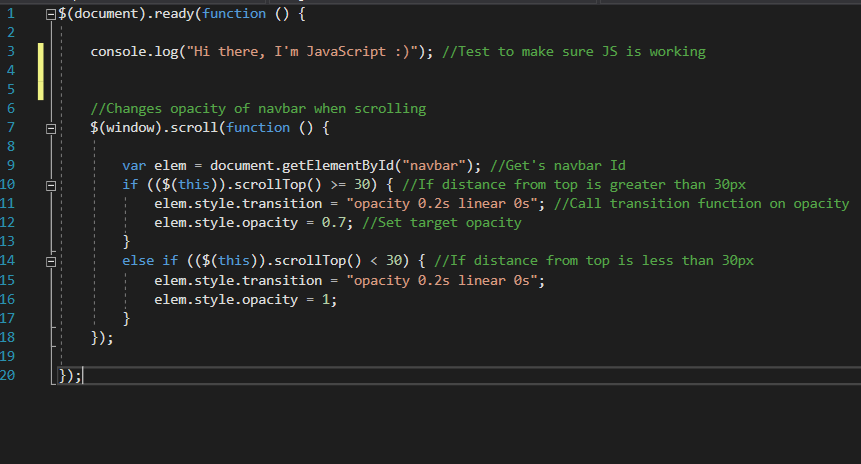 1 $(document).ready(function () {
2
3 console.log("Hi there, I'm JavaScript :)"); //Test to make sure JS is working
4
5
6 //Changes opacity of navbar when scrolling
7 $(window).scroll(function () {
8
9 var elem = document.getElementById("navbar"); //Get's navbar Id
10 if (($(this)).scrollTop() >= 30) { //If distance from top is greater than 30px
11 elem.style.transition = "opacity 0.2s linear 0s"; //Call transition function on opacity
12 elem.style.opacity = 0.7; //Set target opacity
13 }
14 else if (($(this)).scrollTop() < 30) { //If distance from top is less than 30px
15 elem.style.transition = "opacity 0.2s linear 0s";
16 elem.style.opacity = 1;
17 }
18 });
19
20 });